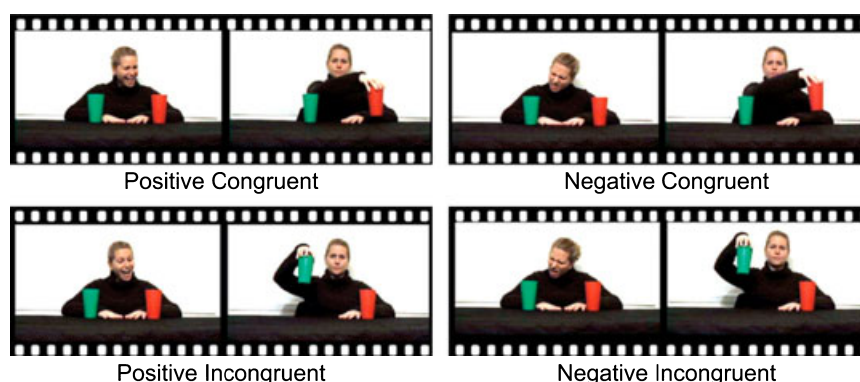 Positive Congruent
Negative Congruent
Positive Incongruent
Negative Incongruent